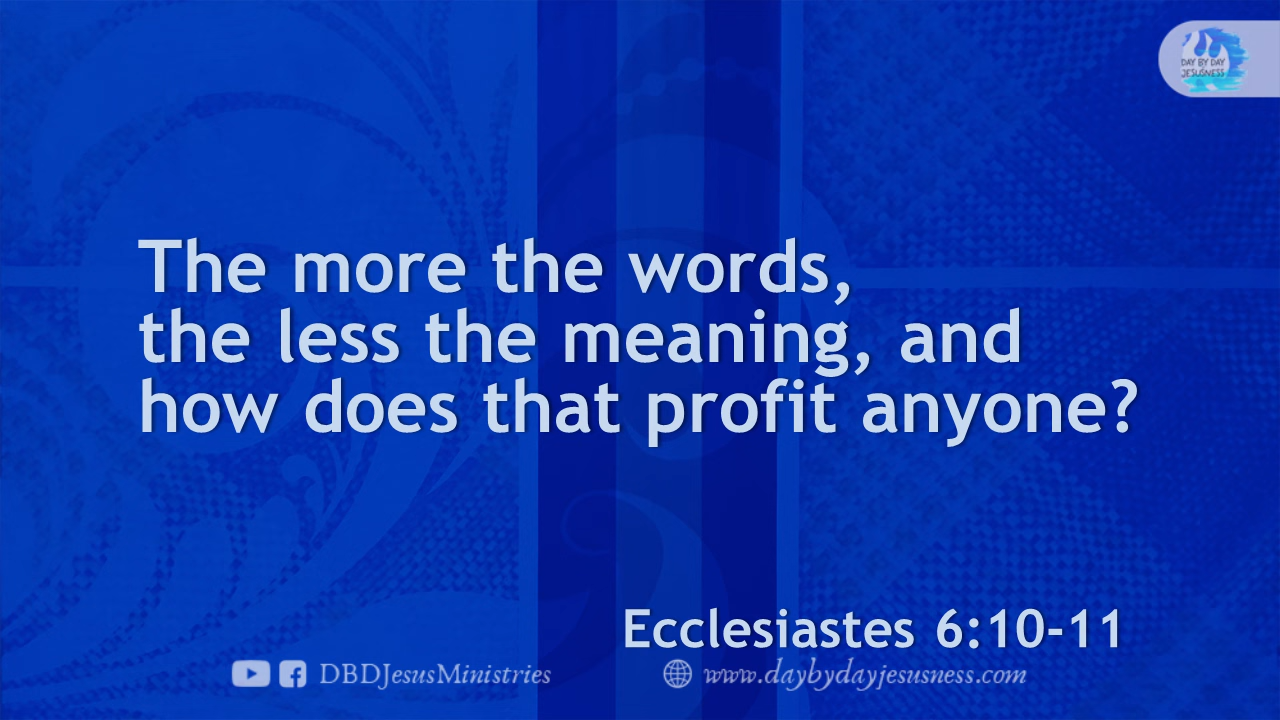 DAY BY DAY
JESUSNESS
The more the words,
the less the meaning, and
how does that profit anyone?
Ecclesiastes 6:10-11
DBDJesusMinistries
www.daybydayjesusness.com